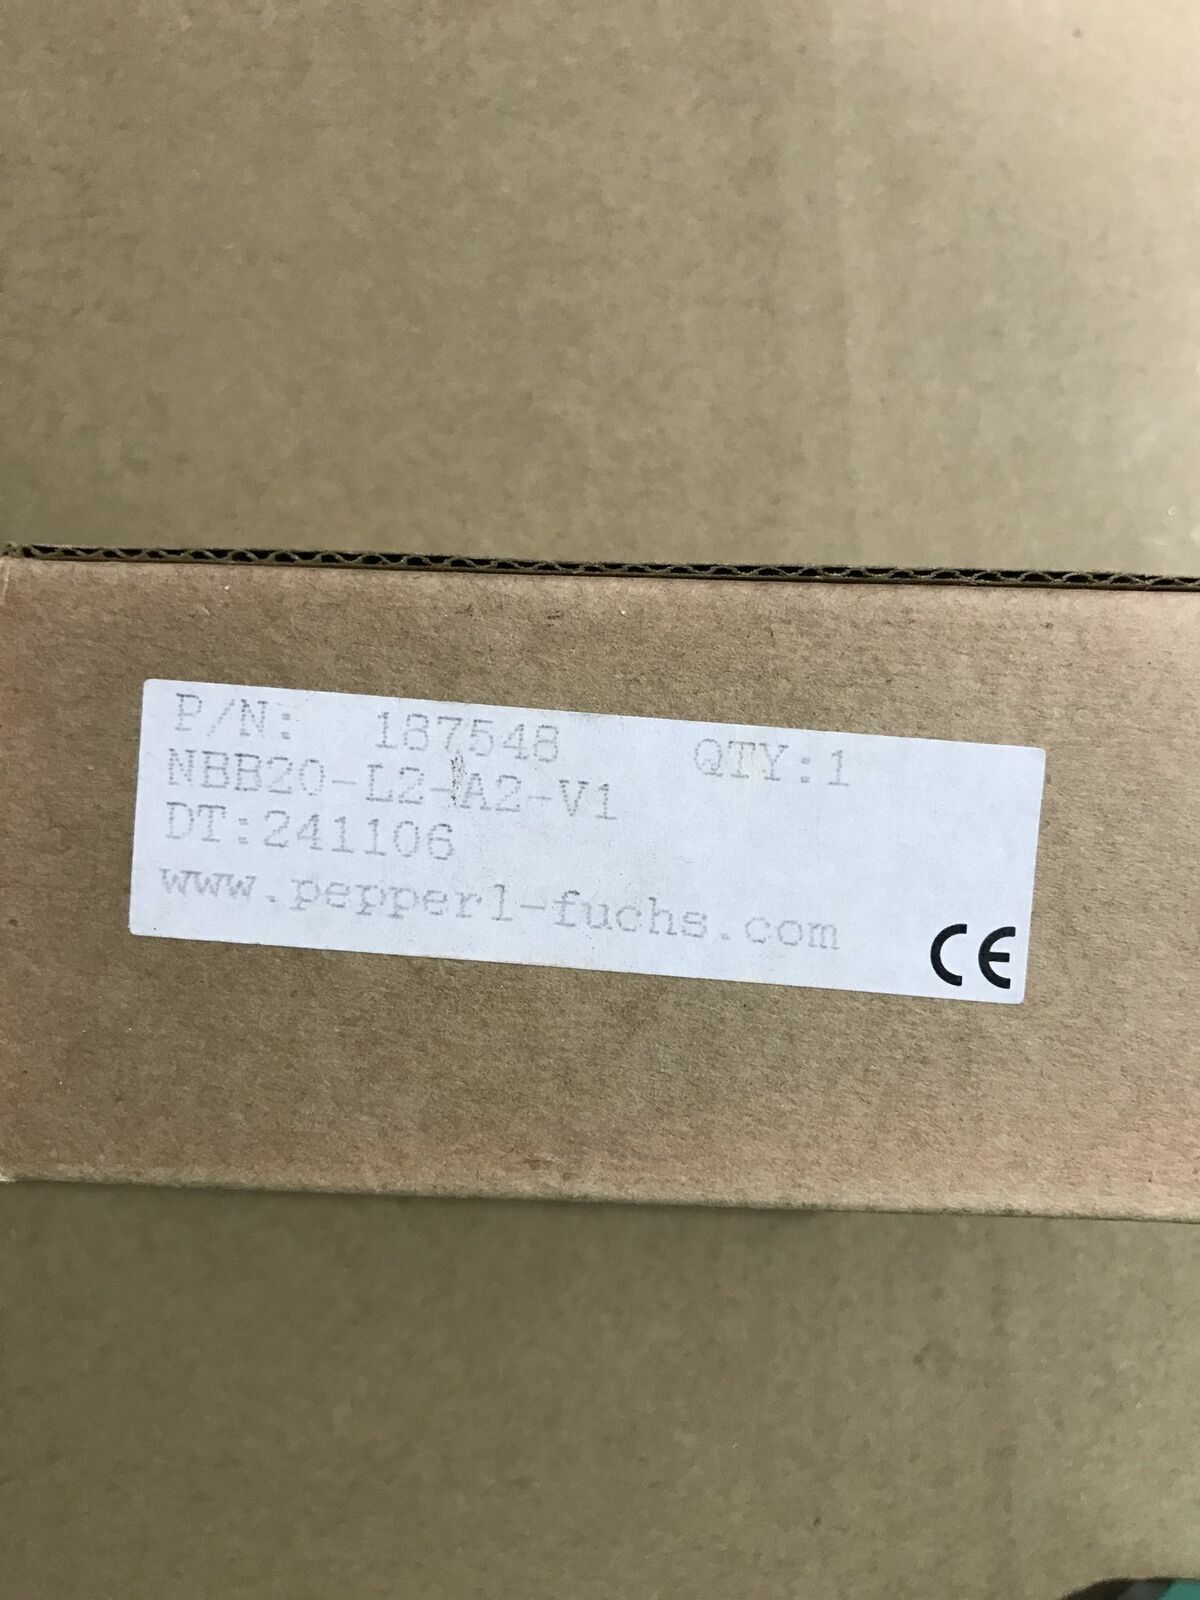 P/N: 187548 QTY:1
NBB20-L2-A2-V1
DT:241106
www.pepperl-fuchs.com
CE